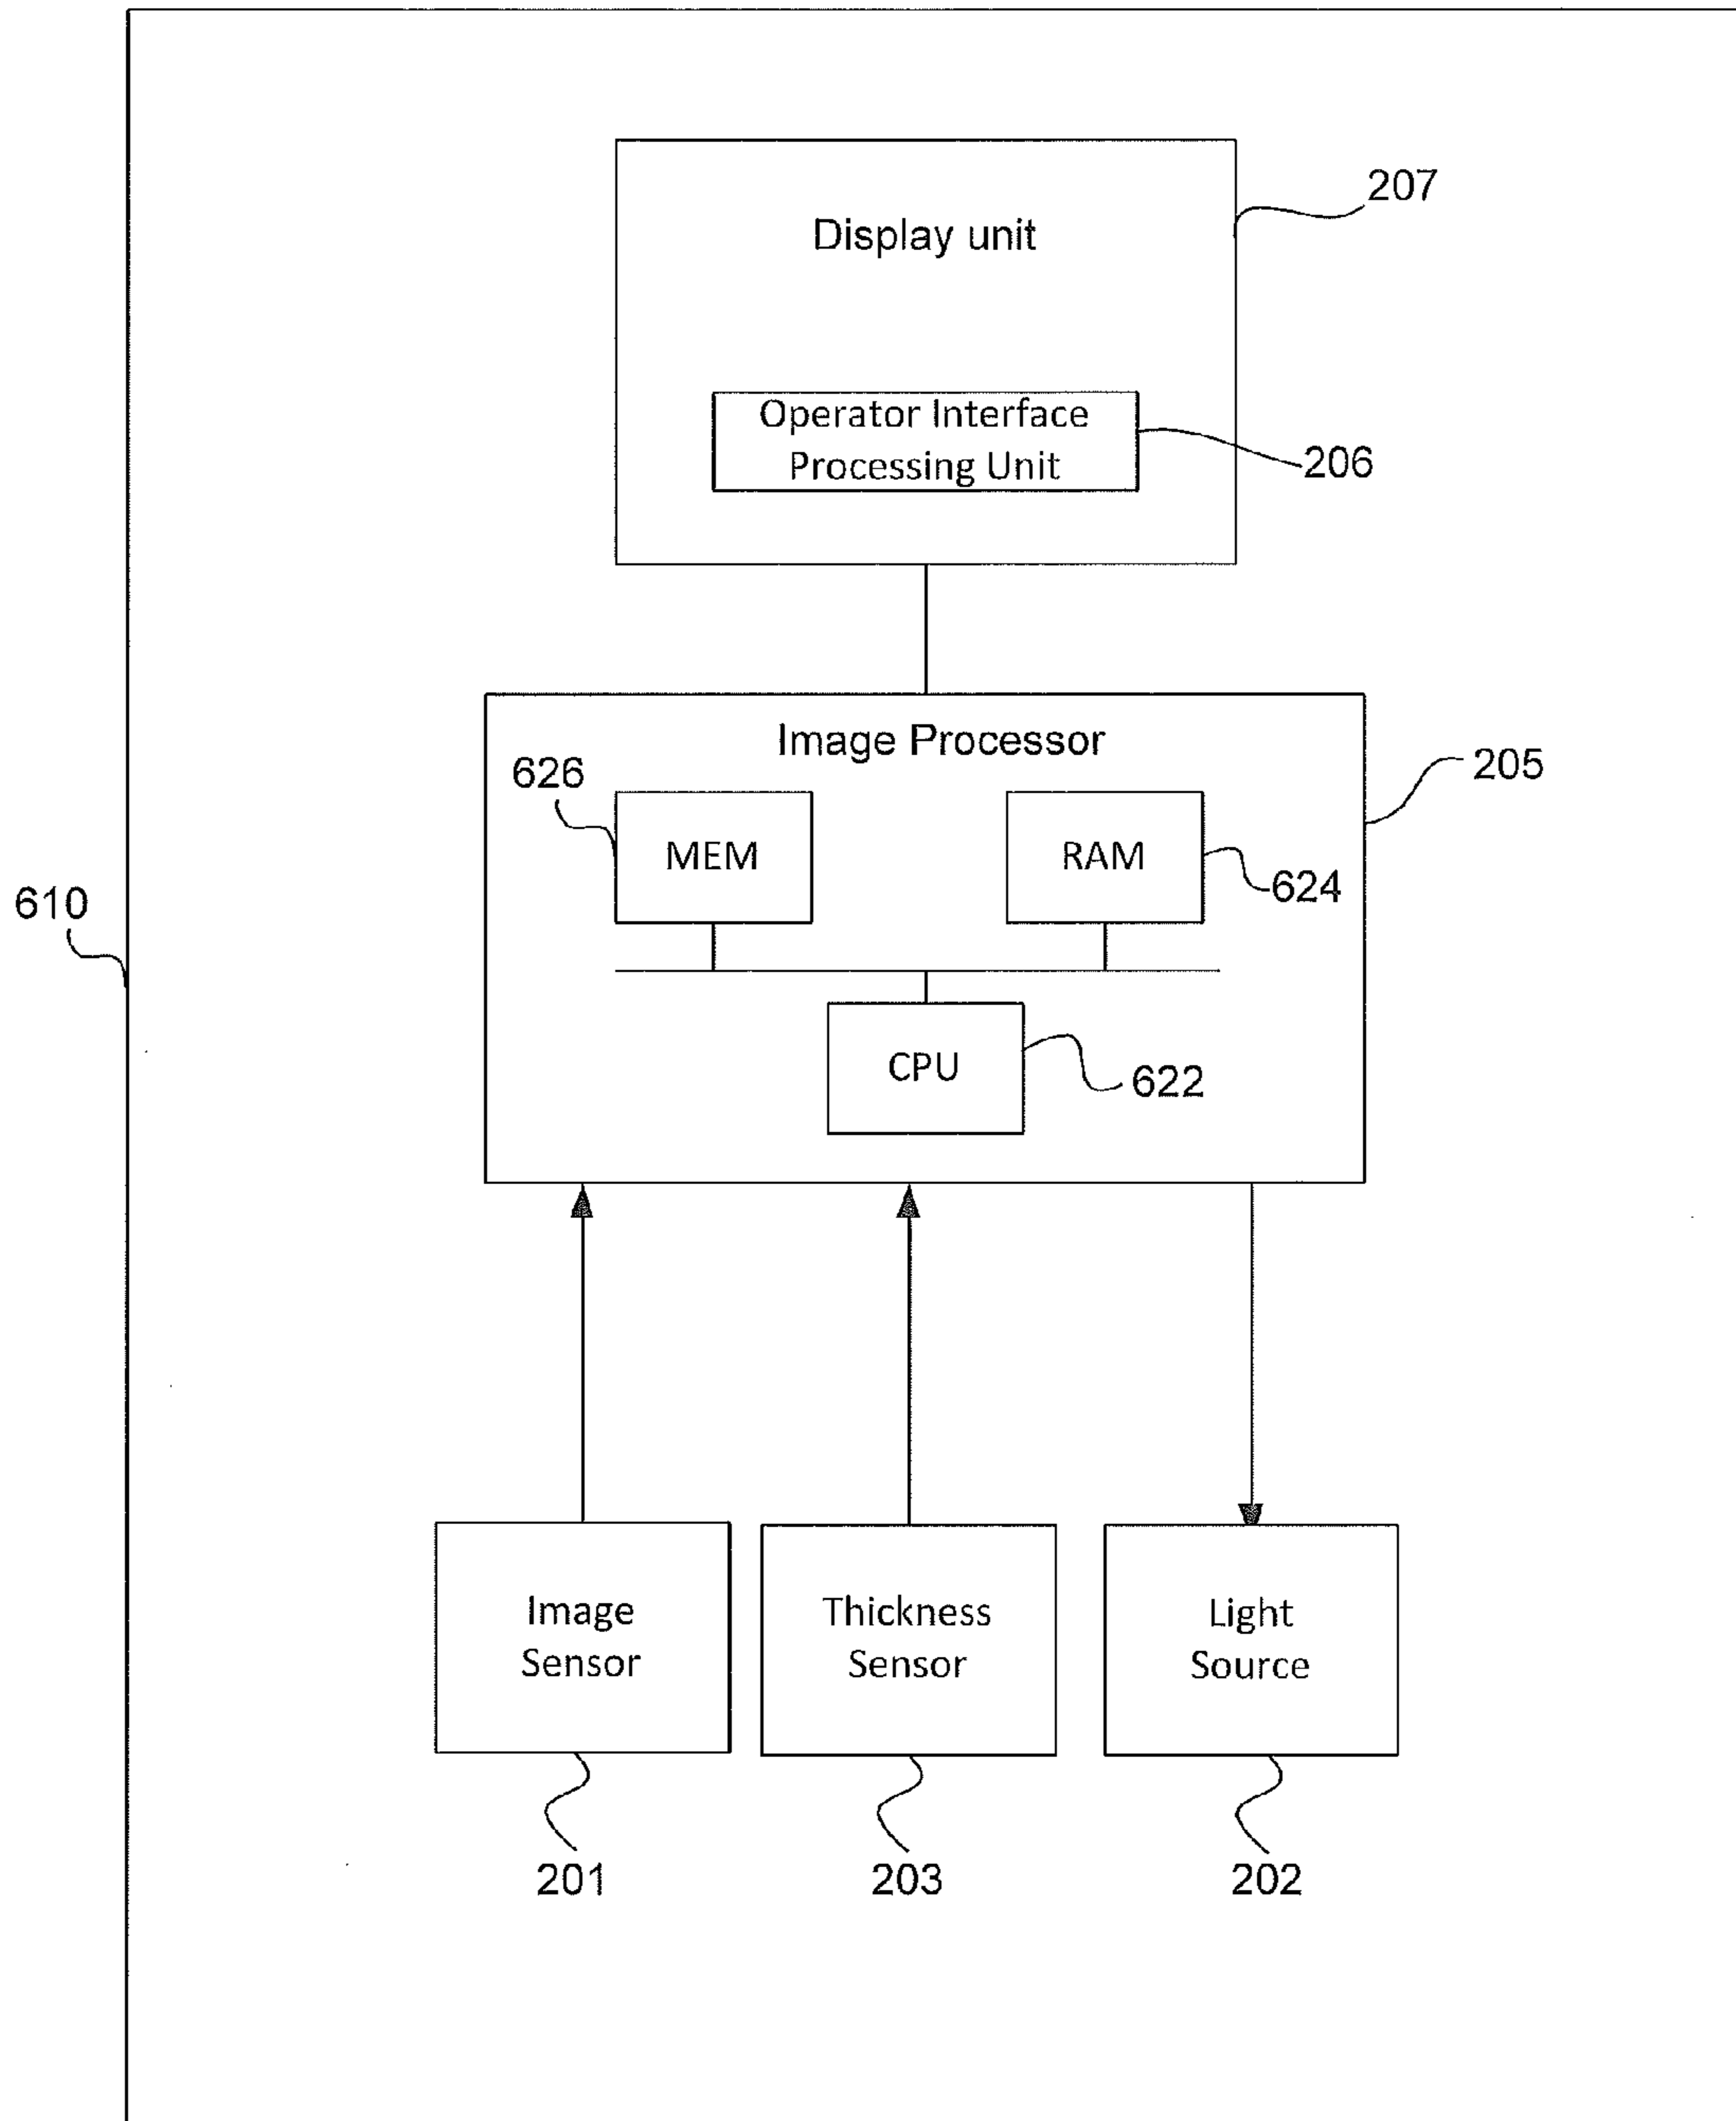 207
Display unit
Operator Interface
Processing Unit
206
Image Processor
205
626
MEM
RAM
624
610
CPU
622
Image
Sensor
Thickness
Sensor
Light
Source
201
203
202